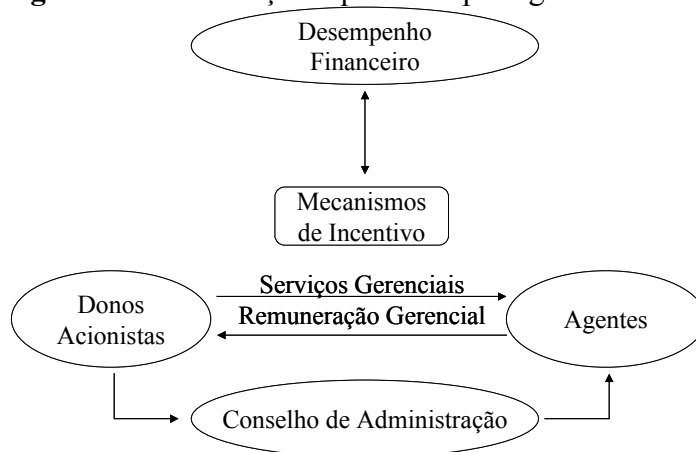 Desempenho
Financeiro
Mecanismos
de Incentivo
Serviços Gerenciais
Remuneração Gerencial
Donos
Acionistas
Agentes
Conselho de Administração